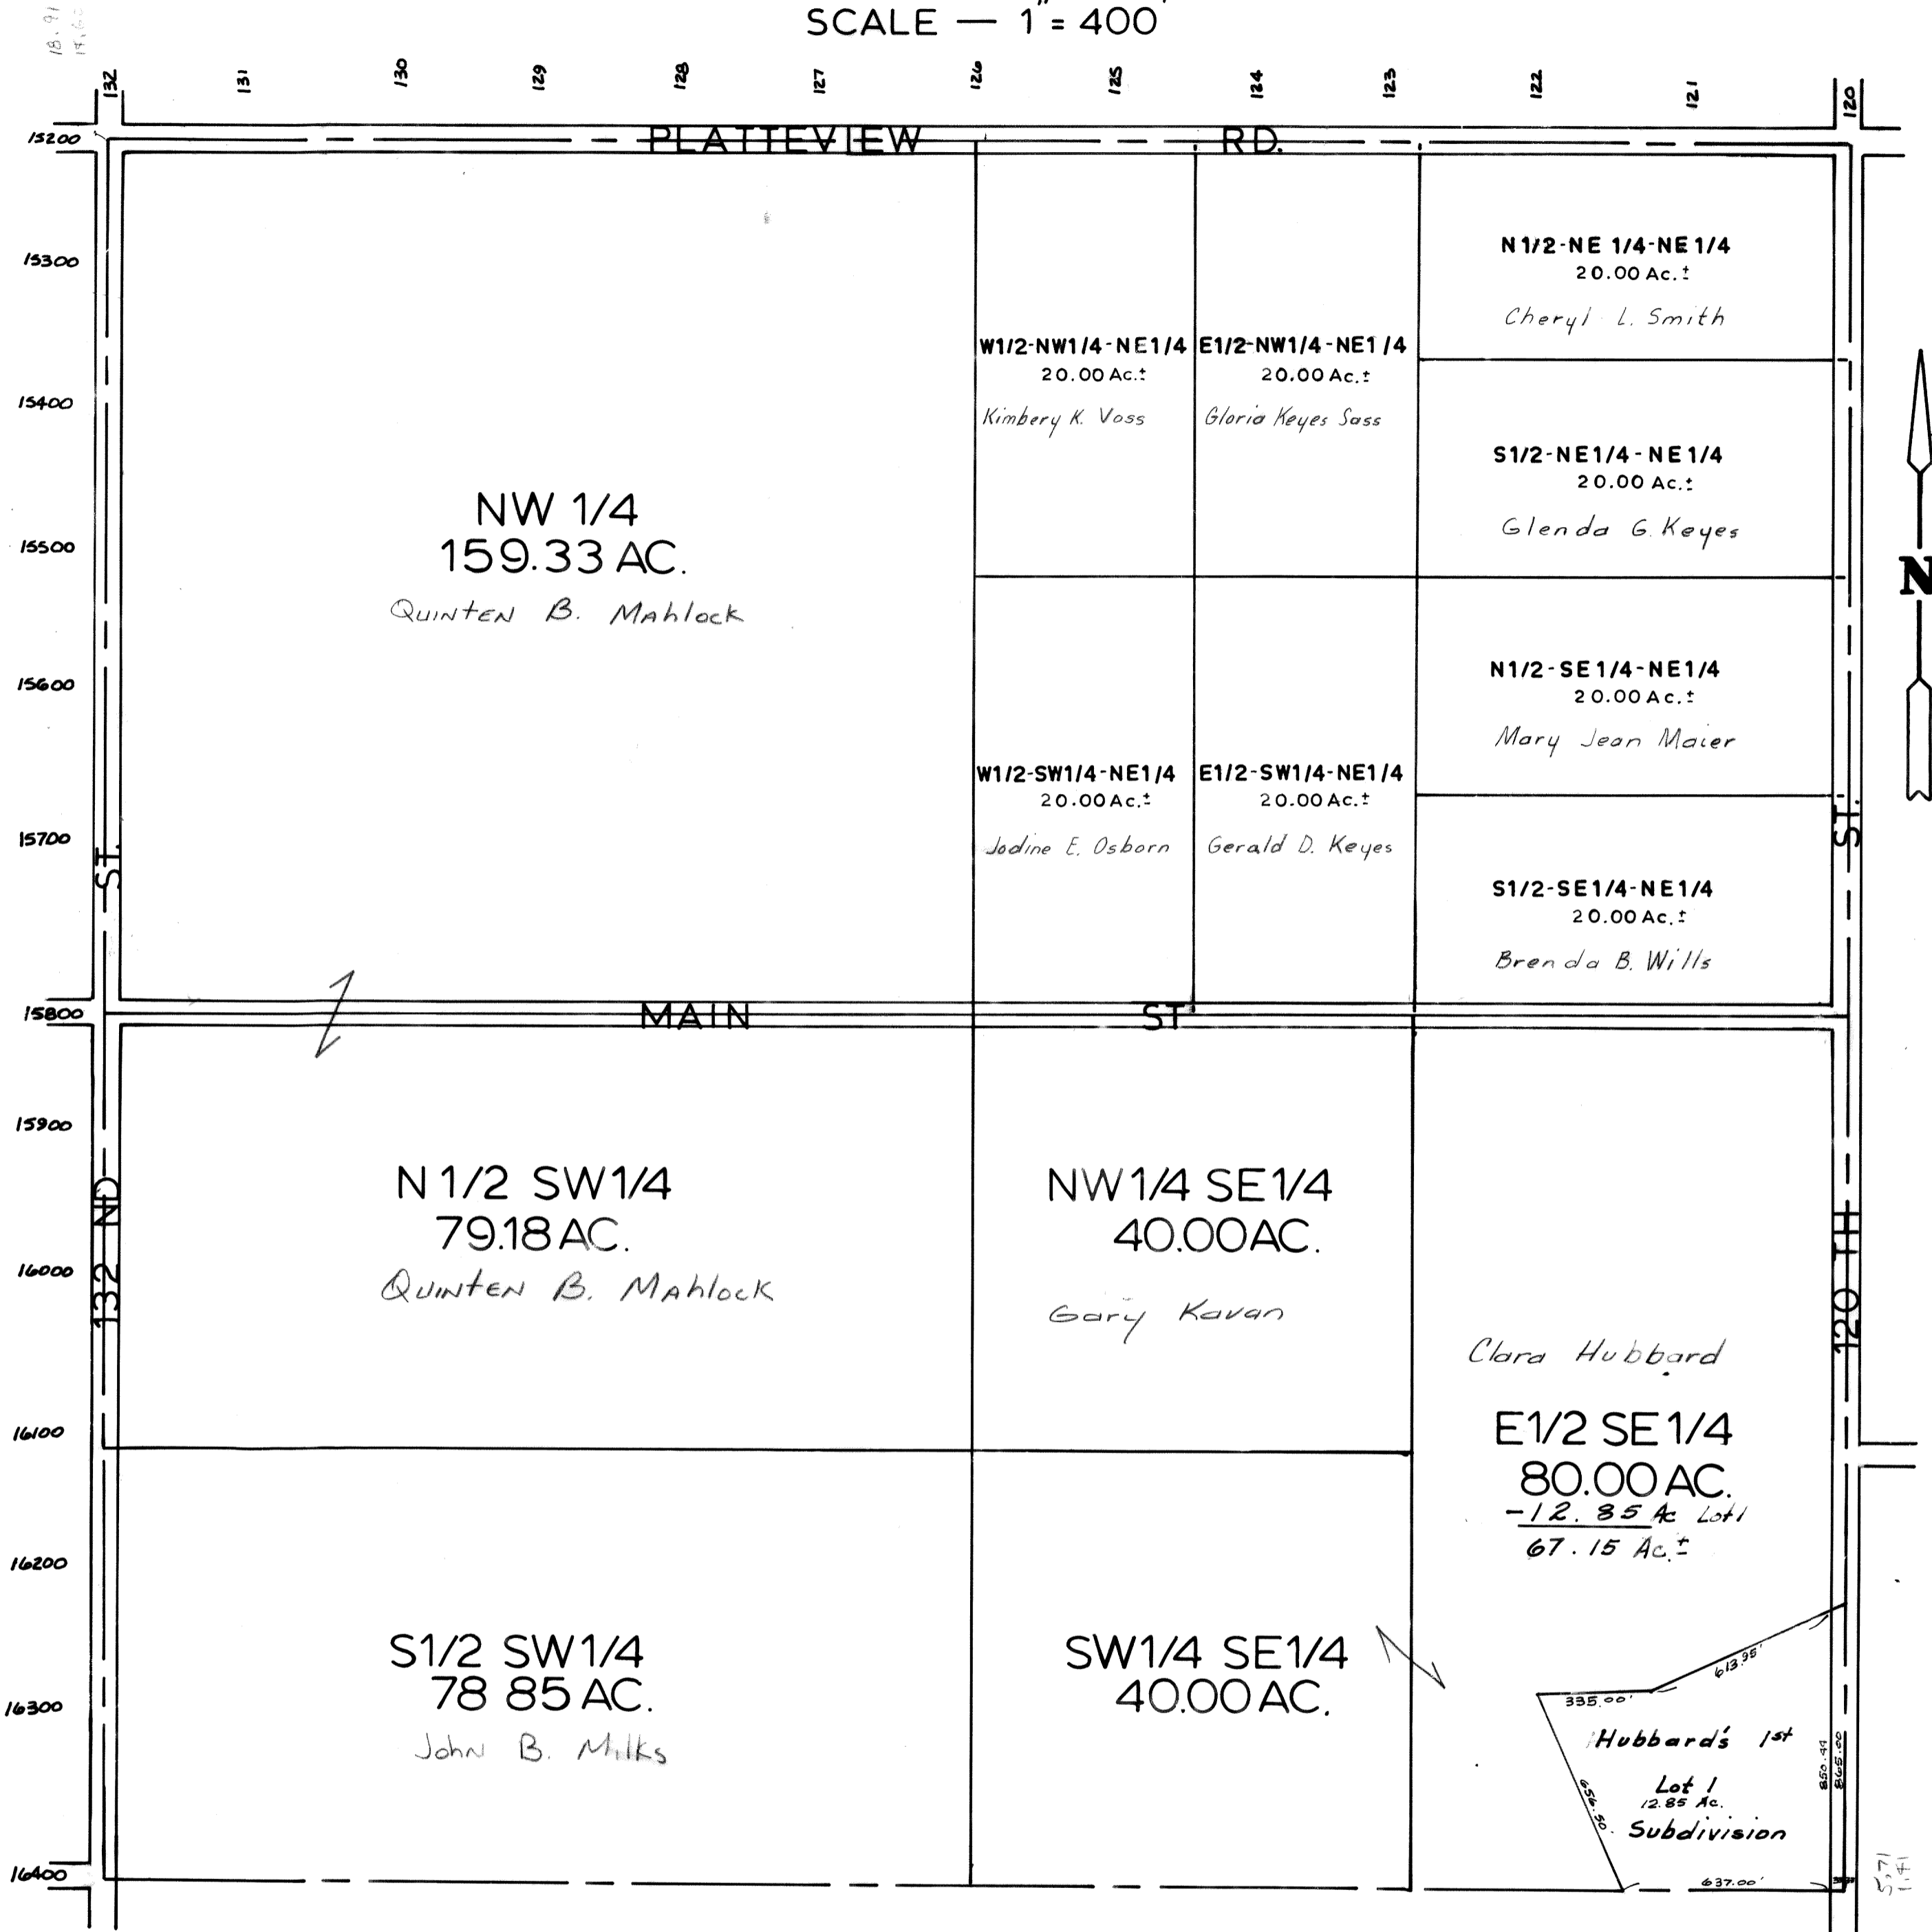 SCALE — 1"= 400'
18.91
132
131
130
129
128
127
126
125
124
123
122
121
120
15200
15300
15400
15500
15600
15700
15800
15900
16000
16100
16200
16300
16400
PLATTEVIEW RD.
NW 1/4
159.33 AC.
QUINTEN B. MAHlOCK
W1/2-NW1/4-NE1/4
20.00 Ac.±
Kimbery K. Voss
E1/2-NW1/4-NE1/4
20.00 Ac.±
Gloria Keyes Sass
N1/2-NE 1/4-NE1/4
20.00 Ac.±
Cheryl L. Smith
S1/2-NE1/4-NE1/4
20.00 Ac.±
Glenda G. Keyes
N
N1/2-SE1/4-NE1/4
20.00 Ac.±
Mary Jean Maier
W1/2-SW1/4-NE1/4
20.00 Ac.±
Jodine E. Osborn
E1/2-SW1/4-NE1/4
20.00 Ac.±
Gerald D. Keyes
S1/2-SE1/4-NE1/4
20.00 Ac.±
Brenda B. Wills
MAIN ST
132 ND ST.
120 TH ST.
N 1/2 SW1/4
79.18 AC.
QUINTEN B. MAHlOCK
NW1/4 SE1/4
40.00AC.
Gary Kavan
Clara Hubbard
E1/2 SE1/4
80.00 AC.
-12.85 Ac Lot 1
67.15 Ac.±
S1/2 SW1/4
78 85 AC.
John B. Milks
SW1/4 SE1/4
40.00AC.
613.95'
335.00'
Hubbard's 1st
Lot 1
12.85 Ac.
Subdivision
656.50'
850.44
865.00
637.00'
5.71
1.41